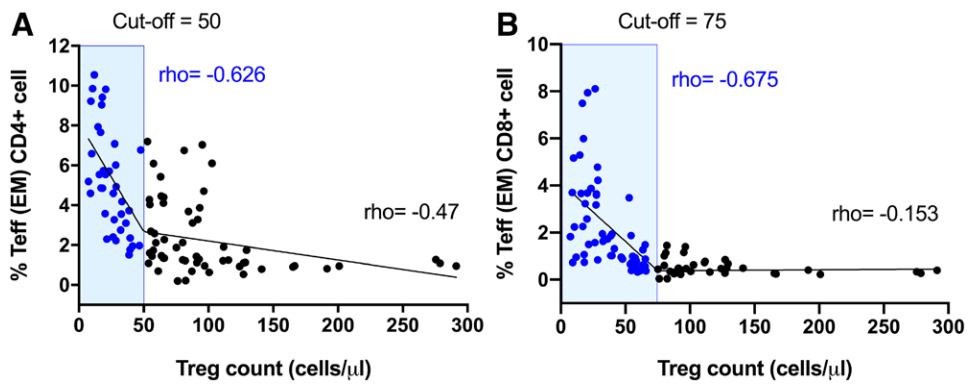 A
Cut-off = 50
rho= -0.626
rho= -0.47
% Teff (EM) CD4+ cell
12
10
8
6
4
2
0
0 50 100 150 200 250 300
Treg count (cells/μl)
B
Cut-off = 75
rho= -0.675
rho= -0.153
% Teff (EM) CD8+ cell
10
8
6
4
2
0
0 50 100 150 200 250 300
Treg count (cells/μl)